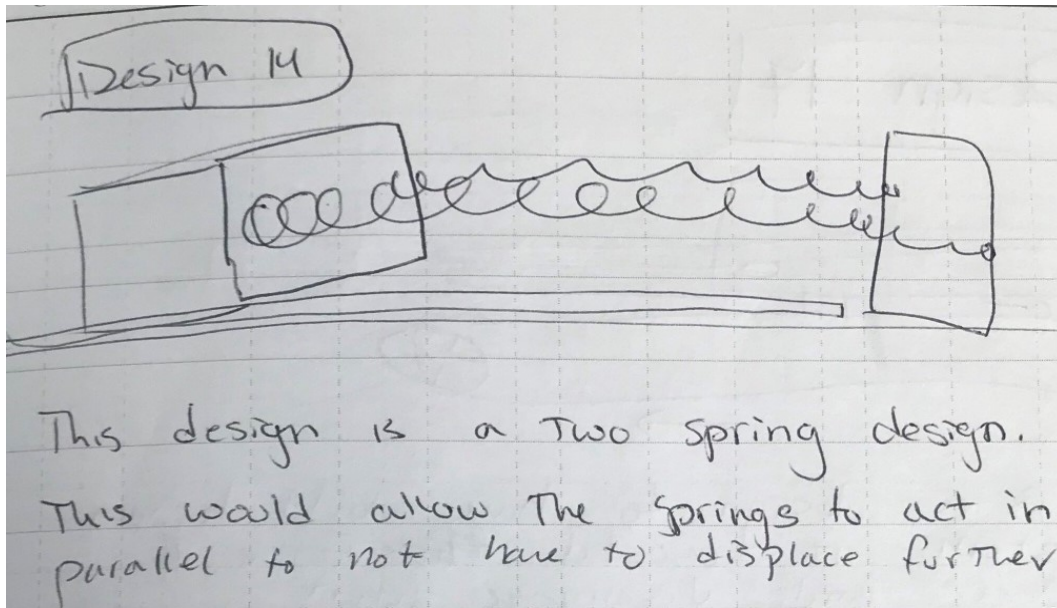 Design 14
This design is a Two spring design.
This would allow The springs to act in
parallel to not have to displace further